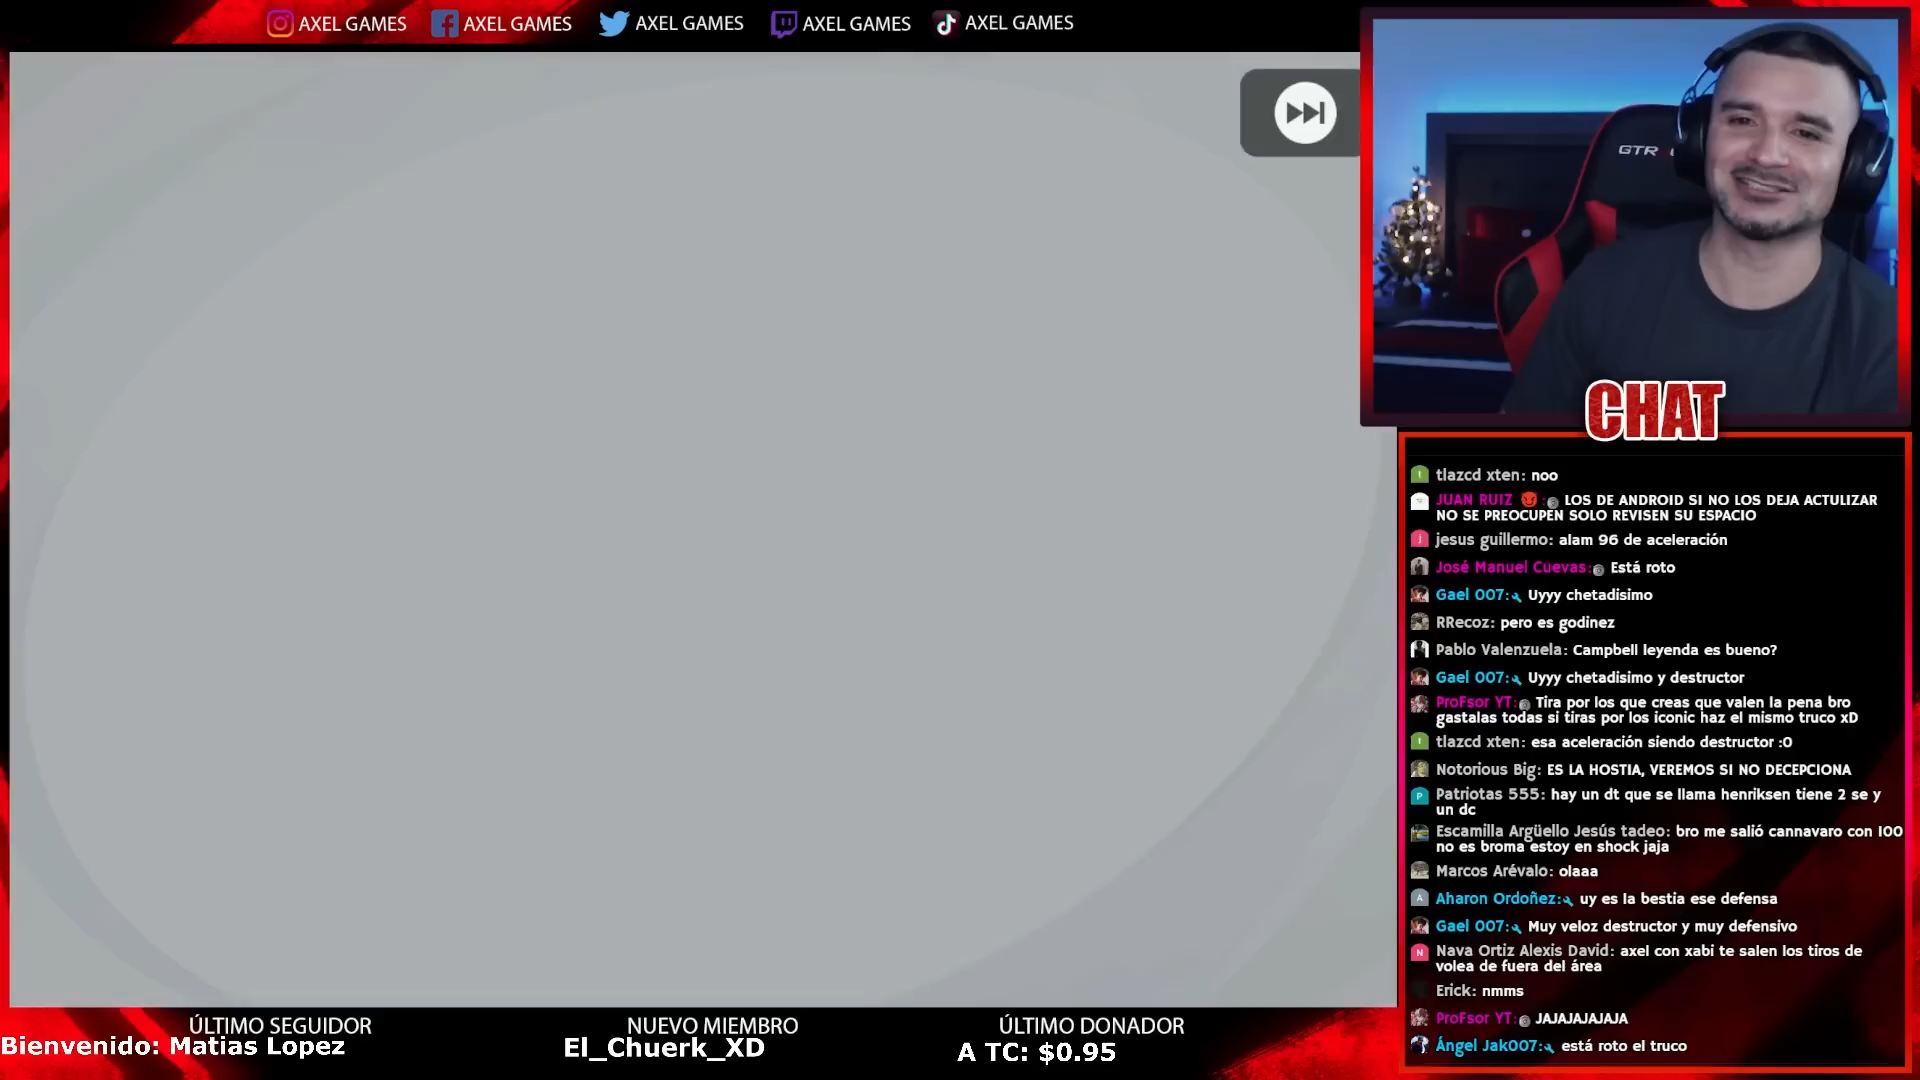 AXEL GAMES AXEL GAMES AXEL GAMES AXEL GAMES AXEL GAMES
GTR
CHAT
tlazcd xten: noo
JUAN RUIZ 😈: LOS DE ANDROID SI NO LOS DEJA ACTULIZAR
NO SE PREOCUPEN SOLO REVISEN SU ESPACIO
jesus guillermo: alam 96 de aceleración
José Manuel Cuevas: Está roto
Gael 007: Uyyy chetadisimo
RRecoz: pero es godinez
Pablo Valenzuela: Campbell leyenda es bueno?
Gael 007: Uyyy chetadisimo y destructor
ProFsor YT: Tira por los que creas que valen la pena bro
gastalas todas si tiras por los iconic haz el mismo truco xD
tlazcd xten: esa aceleración siendo destructor :0
Notorious Big: ES LA HOSTIA, VEREMOS SI NO DECEPCIONA
Patriotas 555: hay un dt que se llama henriksen tiene 2 se y
un dc
Escamilla Argüello Jesús tadeo: bro me salió cannavaro con 100
no es broma estoy en shock jaja
Marcos Arévalo: olaaa
Aharon Ordoñez: uy es la bestia ese defensa
Gael 007: Muy veloz destructor y muy defensivo
Nava Ortiz Alexis David: axel con xabi te salen los tiros de
volea de fuera del área
Erick: nmms
ProFsor YT: JAJAJAJAJAJA
Ángel Jak007: está roto el truco
ÚLTIMO SEGUIDOR
Bienvenido: Matias Lopez
NUEVO MIEMBRO
El_Chuerk_XD
ÚLTIMO DONADOR
A TC: $0.95